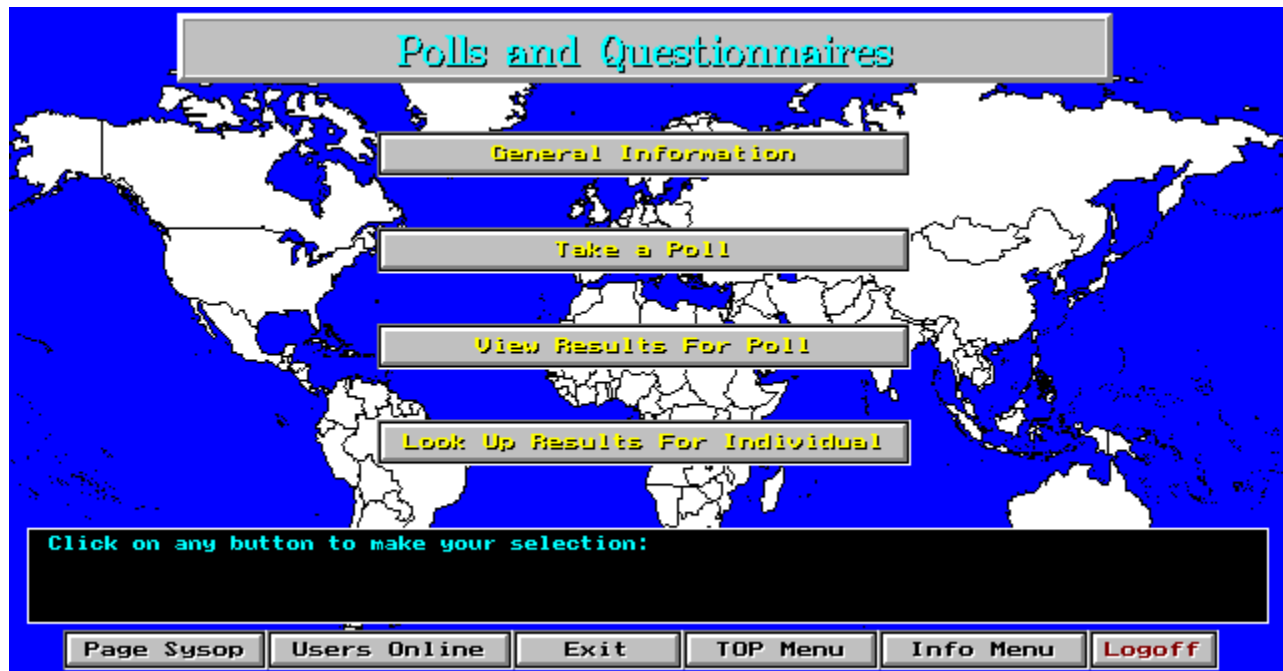 Polls and Questionnaires
General Information
Take a Poll
View Results For Poll
Look Up Results For Individual
Click on any button to make your selection:
Page Sysop Users Online Exit TOP Menu Info Menu Logoff